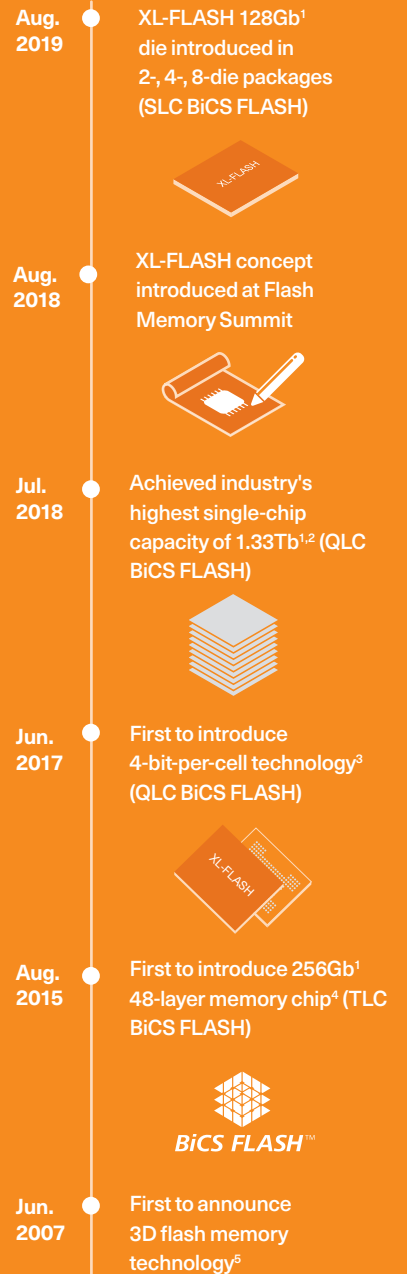 Aug.
2019
XL-FLASH 128Gb¹
die introduced in
2-, 4-, 8-die packages
(SLC BiCS FLASH)
XL-FLASH
Aug.
2018
XL-FLASH concept
introduced at Flash
Memory Summit
Jul.
2018
Achieved industry's
highest single-chip
capacity of 1.33Tb¹,² (QLC
BiCS FLASH)
Jun.
2017
First to introduce
4-bit-per-cell technology³
(QLC BiCS FLASH)
XL-FLASH
Aug.
2015
First to introduce 256Gb¹
48-layer memory chip⁴ (TLC
BiCS FLASH)
BiCS FLASH™
Jun.
2007
First to announce
3D flash memory
technology⁵